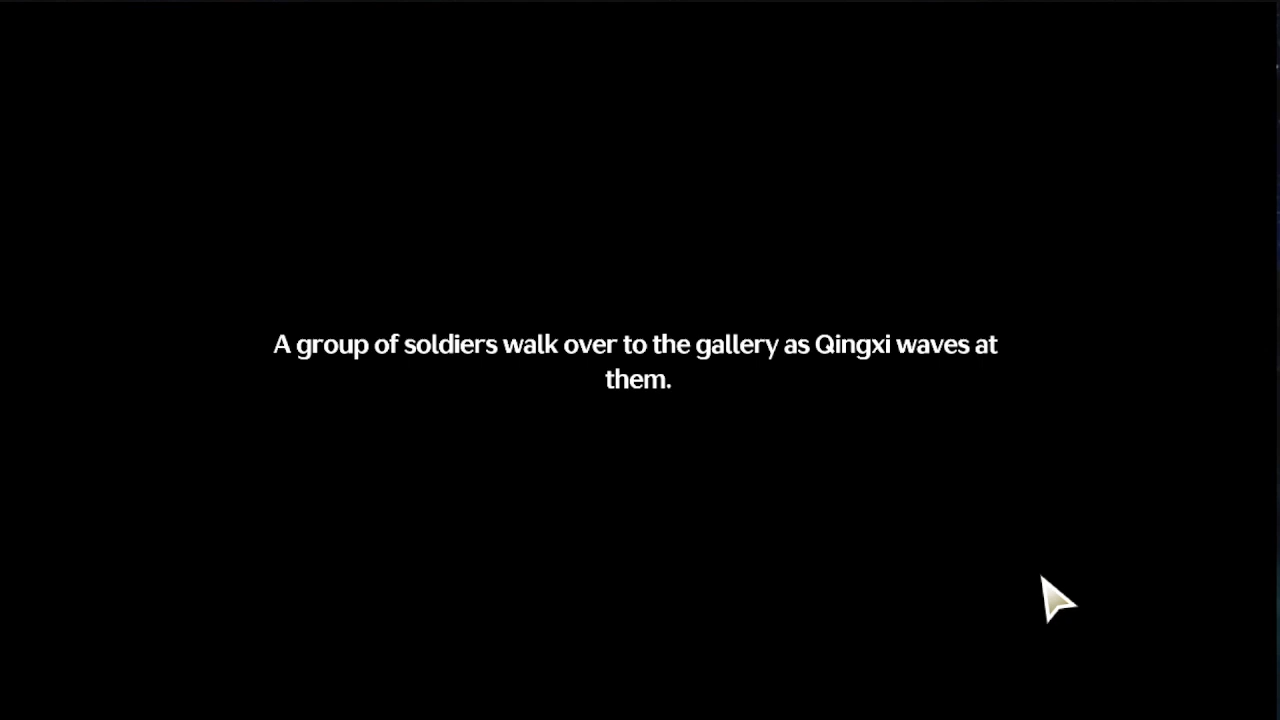 A group of soldiers walk over to the gallery as Qingxi waves at
them.